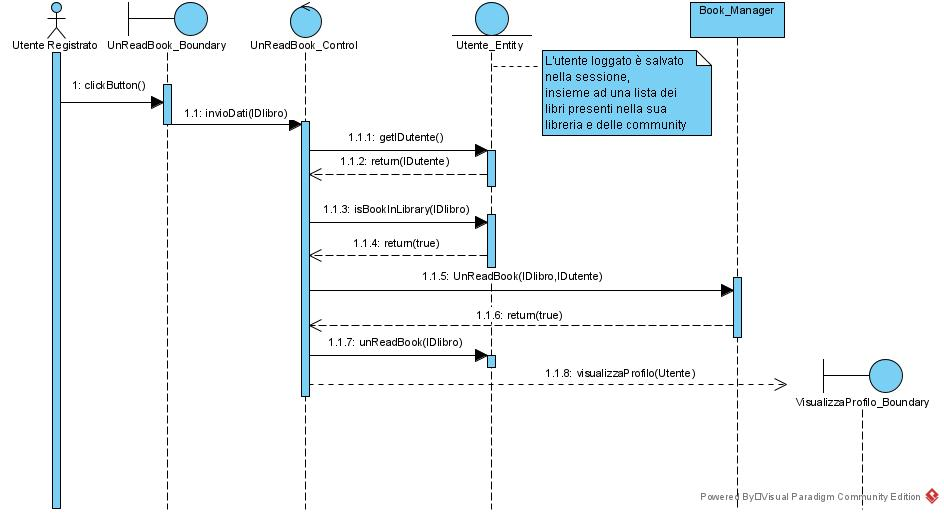 Book_Manager
Utente Registrato
UnReadBook_Boundary
UnReadBook_Control
Utente_Entity
L'utente loggato è salvato
nella sessione,
insieme ad una lista dei
libri presenti nella sua
libreria e delle community
1: clickButton()
1.1: invioDati(IDlibro)
1.1.1: getIDutente()
1.1.2: return(IDutente)
1.1.3: isBookInLibrary(IDlibro)
1.1.4: return(true)
1.1.5: UnReadBook(IDlibro,IDutente)
1.1.6: return(true)
1.1.7: unReadBook(IDlibro)
1.1.8: visualizzaProfilo(Utente)
VisualizzaProfilo_Boundary
Powered By Visual Paradigm Community Edition